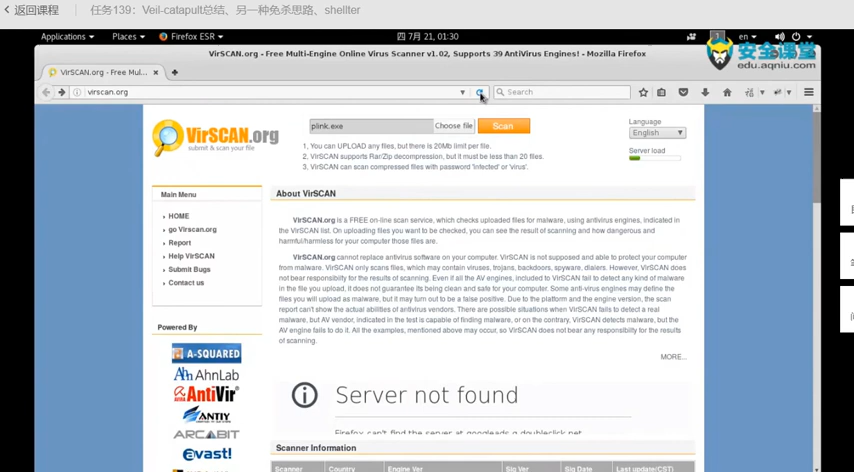 返回课程
任务139：Veil-catapult总结、另一种免杀思路、shellter
Applications Places Firefox ESR 四 7月 21, 01:30 en
VirSCAN.org - Free Multi-Engine Online Virus Scanner v1.02, Supports 39 AntiVirus Engines! - Mozilla Firefox
安全课堂
edu.aqniu.com
VirSCAN.org - Free Mul...
virscan.org
Search
VirSCAN.org
submit & scan your file
plink.exe
Choose file
Scan
1, You can UPLOAD any files, but there is 20Mb limit per file.
2, VirSCAN supports Rar/Zip decompression, but it must be less than 20 files.
3, VirSCAN can scan compressed files with password 'infected' or 'virus'.
Language
English
Server load
Main Menu
HOME
go Virscan.org
Report
Help VirSCAN
Submit Bugs
Contact us
Powered By
A-SQUARED
AhnLab
AntiVir
ANTIY
ARCABIT
avast!
About VirSCAN
VirSCAN.org is a FREE on-line scan service, which checks uploaded files for malware, using antivirus engines, indicated in
the VirSCAN list. On uploading files you want to be checked, you can see the result of scanning and how dangerous and
harmful/harmless for your computer those files are.
VirSCAN.org cannot replace antivirus software on your computer. VirSCAN is not supposed and able to protect your computer
from malware. VirSCAN only scans files, which may contain viruses, trojans, backdoors, spyware, dialers. However, VirSCAN does
not bear responsibility for the results of scanning. Even if all the AV engines, included to VirSCAN fail to detect any kind of malware
in the file you upload, it does not guarantee its being clean and safe for your computer. Some anti-virus engines may define the
files you will upload as malware, but it may turn out to be a false positive. Due to the platform and the engine version, the scan
report can't show the actual abilities of antivirus vendors. There are possible situations when VirSCAN fails to detect a real
malware, but AV vendor, indicated in the test is capable of finding malware, or on the contrary, VirSCAN detects malware, but the
AV engine fails to do it. All the examples, mentioned above may occur, so VirSCAN does not bear any responsibility for the results
of scanning.
MORE...
Server not found
Firefox can't find the server at googleads.g.doubleclick.net.
Scanner Information
Scanner Country Engine Ver Sig Ver Sig Date Last update(CST)